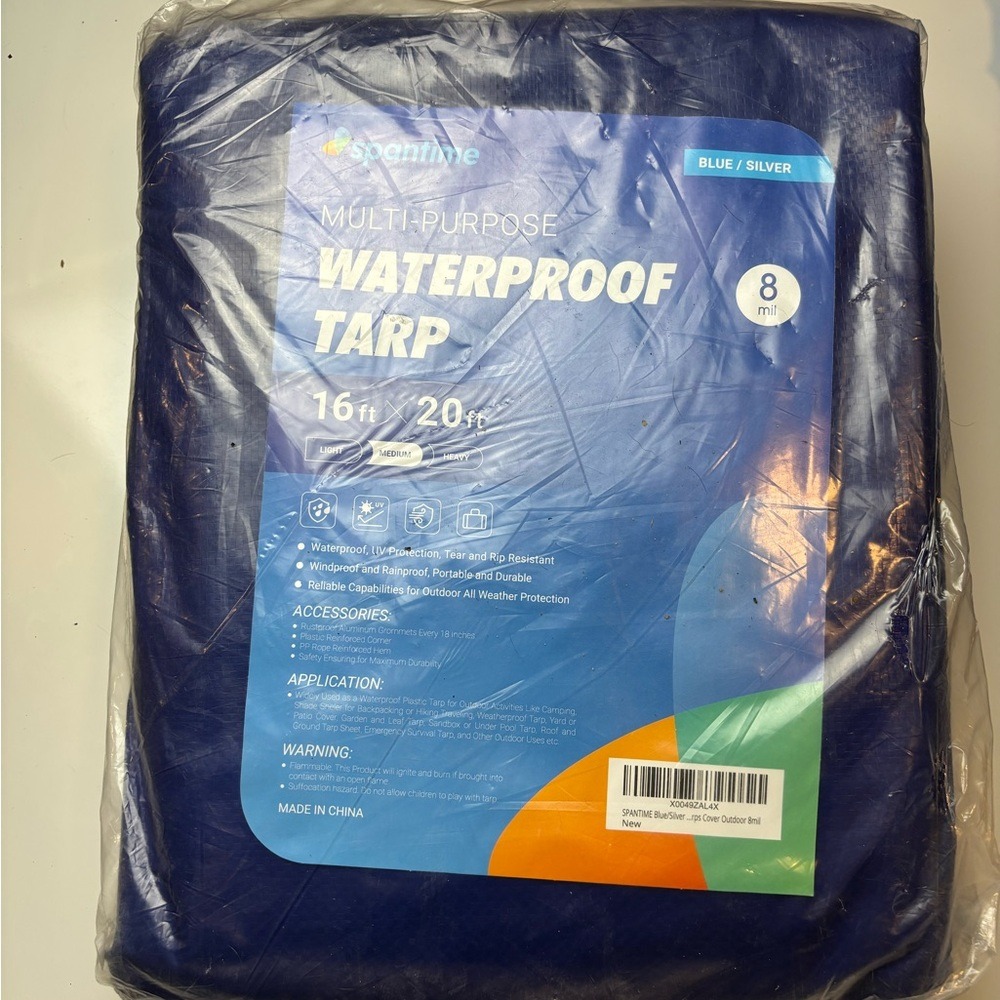 spantime
BLUE / SILVER
MULTI-PURPOSE
WATERPROOF
TARP
8
mil
16ft × 20ft
LIGHT MEDIUM HEAVY
UV
Waterproof, UV Protection, Tear and Rip Resistant
Windproof and Rainproof, Portable and Durable
Reliable Capabilities for Outdoor All Weather Protection
ACCESSORIES:
Rustproof Aluminum Grommets Every 18 inches
Plastic Reinforced Corner
PP Rope Reinforced Hem
Safety Ensuring for Maximum Durability
APPLICATION:
Widely Used as a Waterproof Plastic Tarp for Outdoor Activities Like Camping,
Shade Shelter for Backpacking or Hiking, Traveling, Weatherproof Tarp, Yard or
Patio Cover, Garden and Leaf Tarp, Sandbox or Under Pool Tarp, Roof and
Ground Tarp Sheet, Emergency Survival Tarp, and Other Outdoor Uses etc
WARNING:
Flammable. This Product will ignite and burn if brought into
contact with an open flame.
Suffocation hazard. Do not allow children to play with tarp
MADE IN CHINA
X0049ZAL4X
SPANTIME Blue/Silver ...rps Cover Outdoor 8mil
New